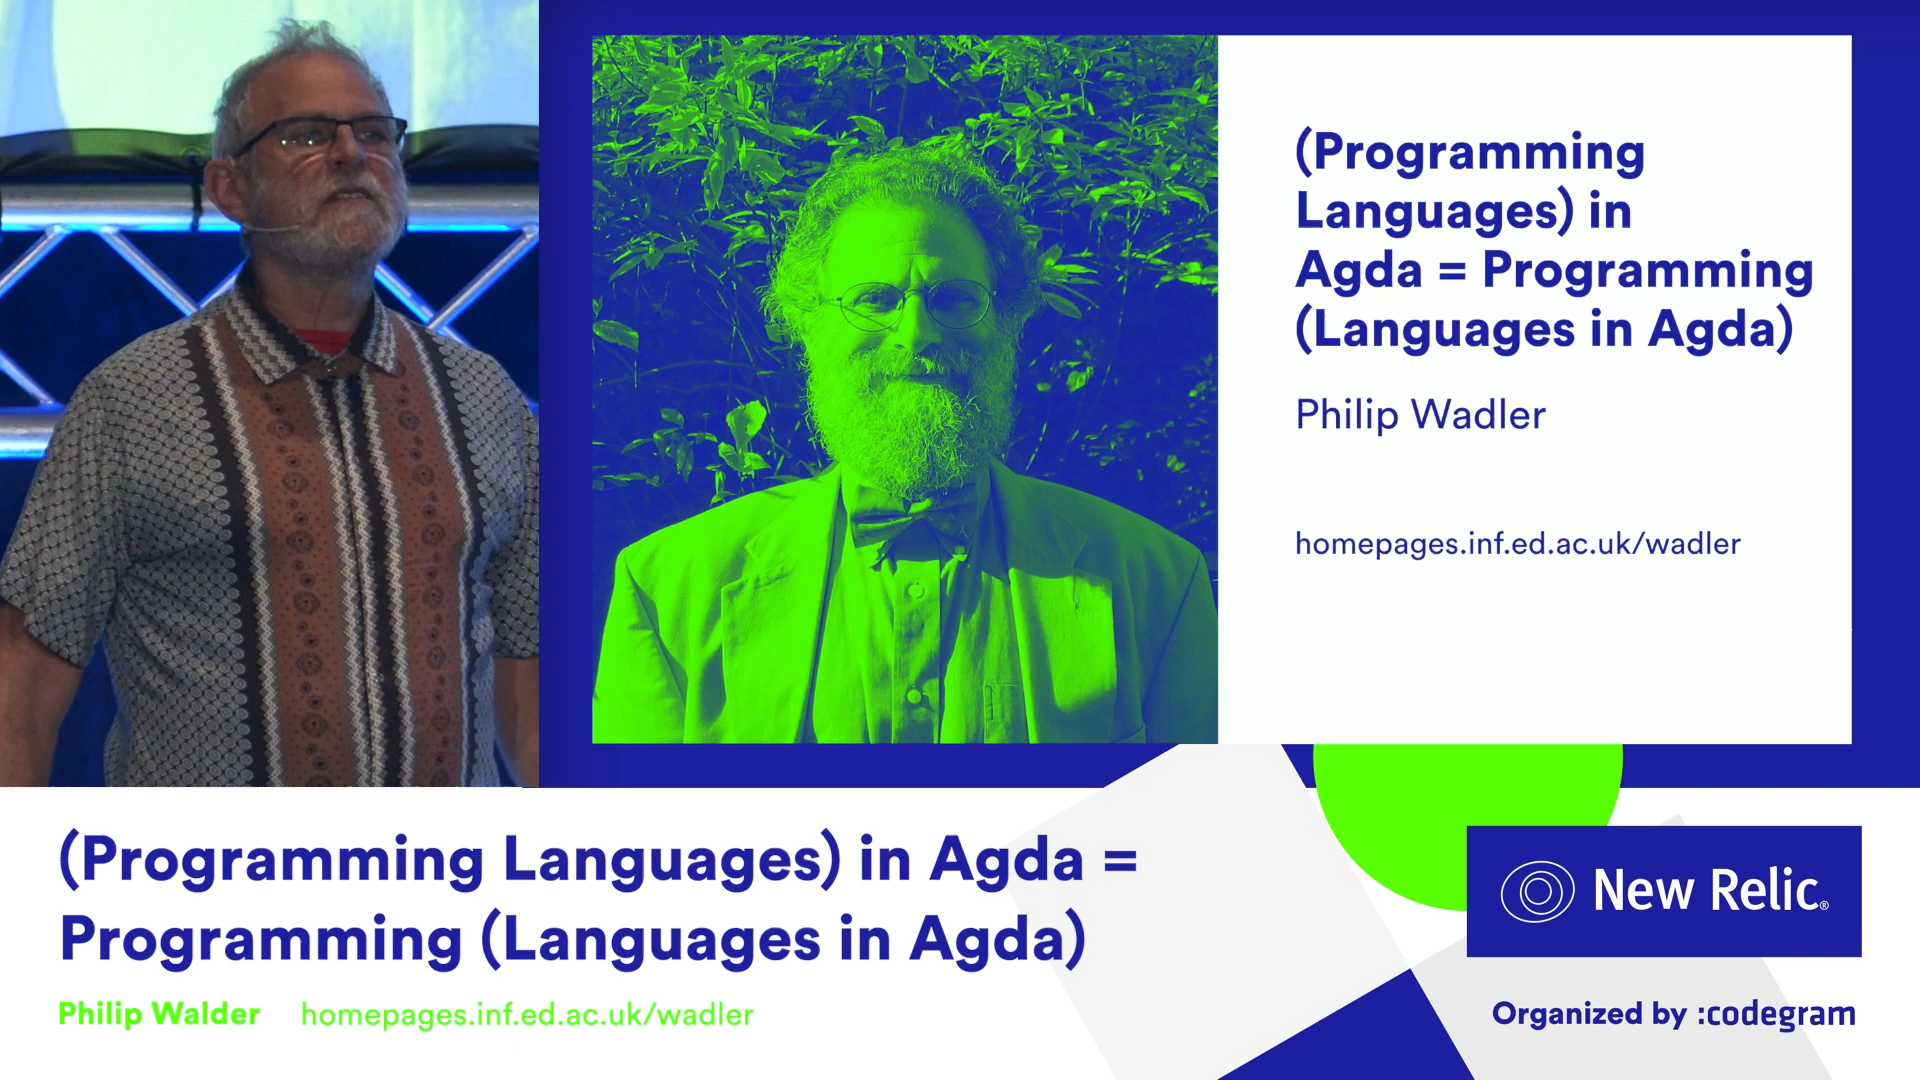 (Programming
Languages) in
Agda = Programming
(Languages in Agda)
Philip Wadler
homepages.inf.ed.ac.uk/wadler
(Programming Languages) in Agda =
Programming (Languages in Agda)
Philip Walder homepages.inf.ed.ac.uk/wadler
New Relic®
Organized by :codegram